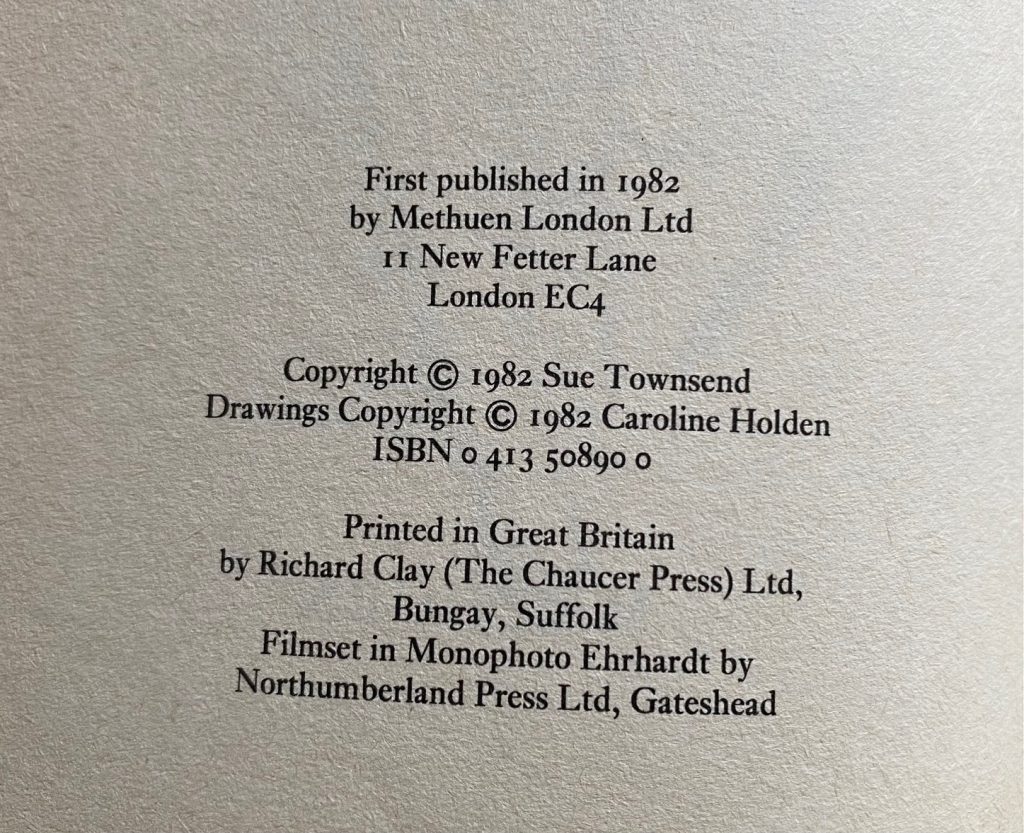 First published in 1982
by Methuen London Ltd
11 New Fetter Lane
London EC4
Copyright © 1982 Sue Townsend
Drawings Copyright © 1982 Caroline Holden
ISBN 0 413 50890 0
Printed in Great Britain
by Richard Clay (The Chaucer Press) Ltd,
Bungay, Suffolk
Filmset in Monophoto Ehrhardt by
Northumberland Press Ltd, Gateshead